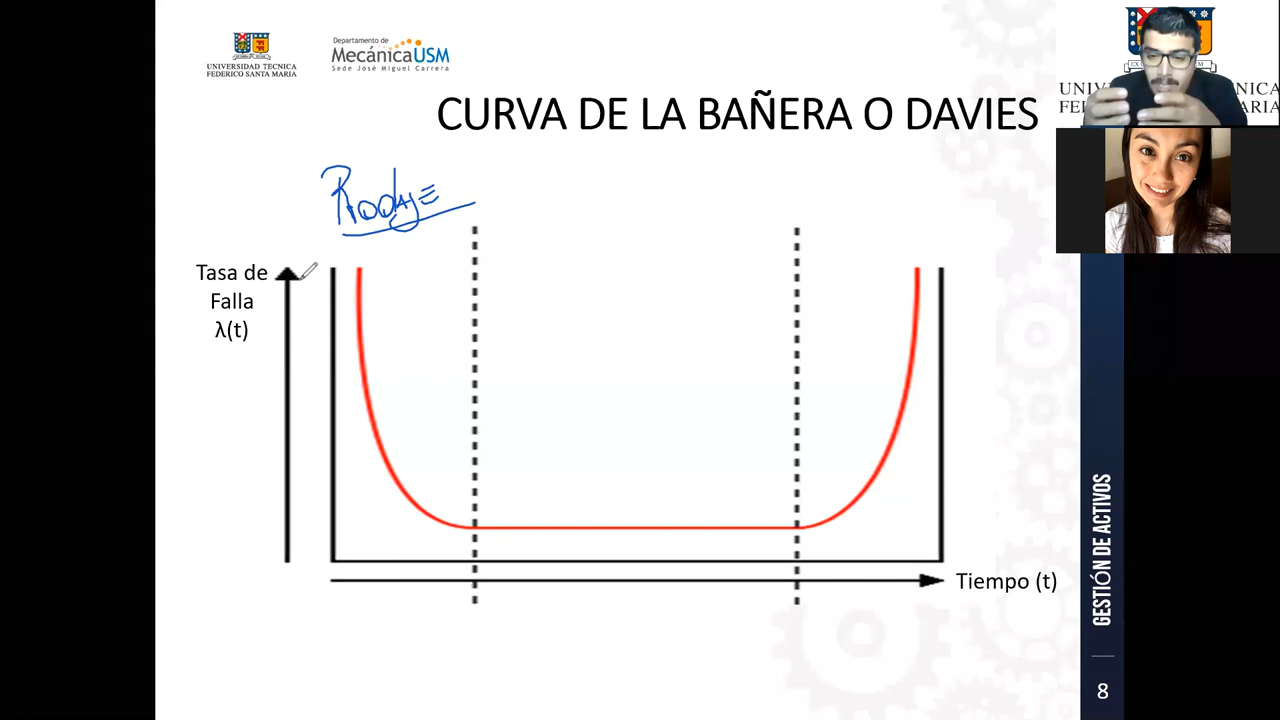 UNIVERSIDAD TECNICA
FEDERICO SANTA MARIA
Departamento de
MecánicaUSM
Sede José Miguel Carrera
CURVA DE LA BAÑERA O DAVIES
Rodaje
Tasa de
Falla
λ(t)
Tiempo (t)
GESTIÓN DE ACTIVOS
8